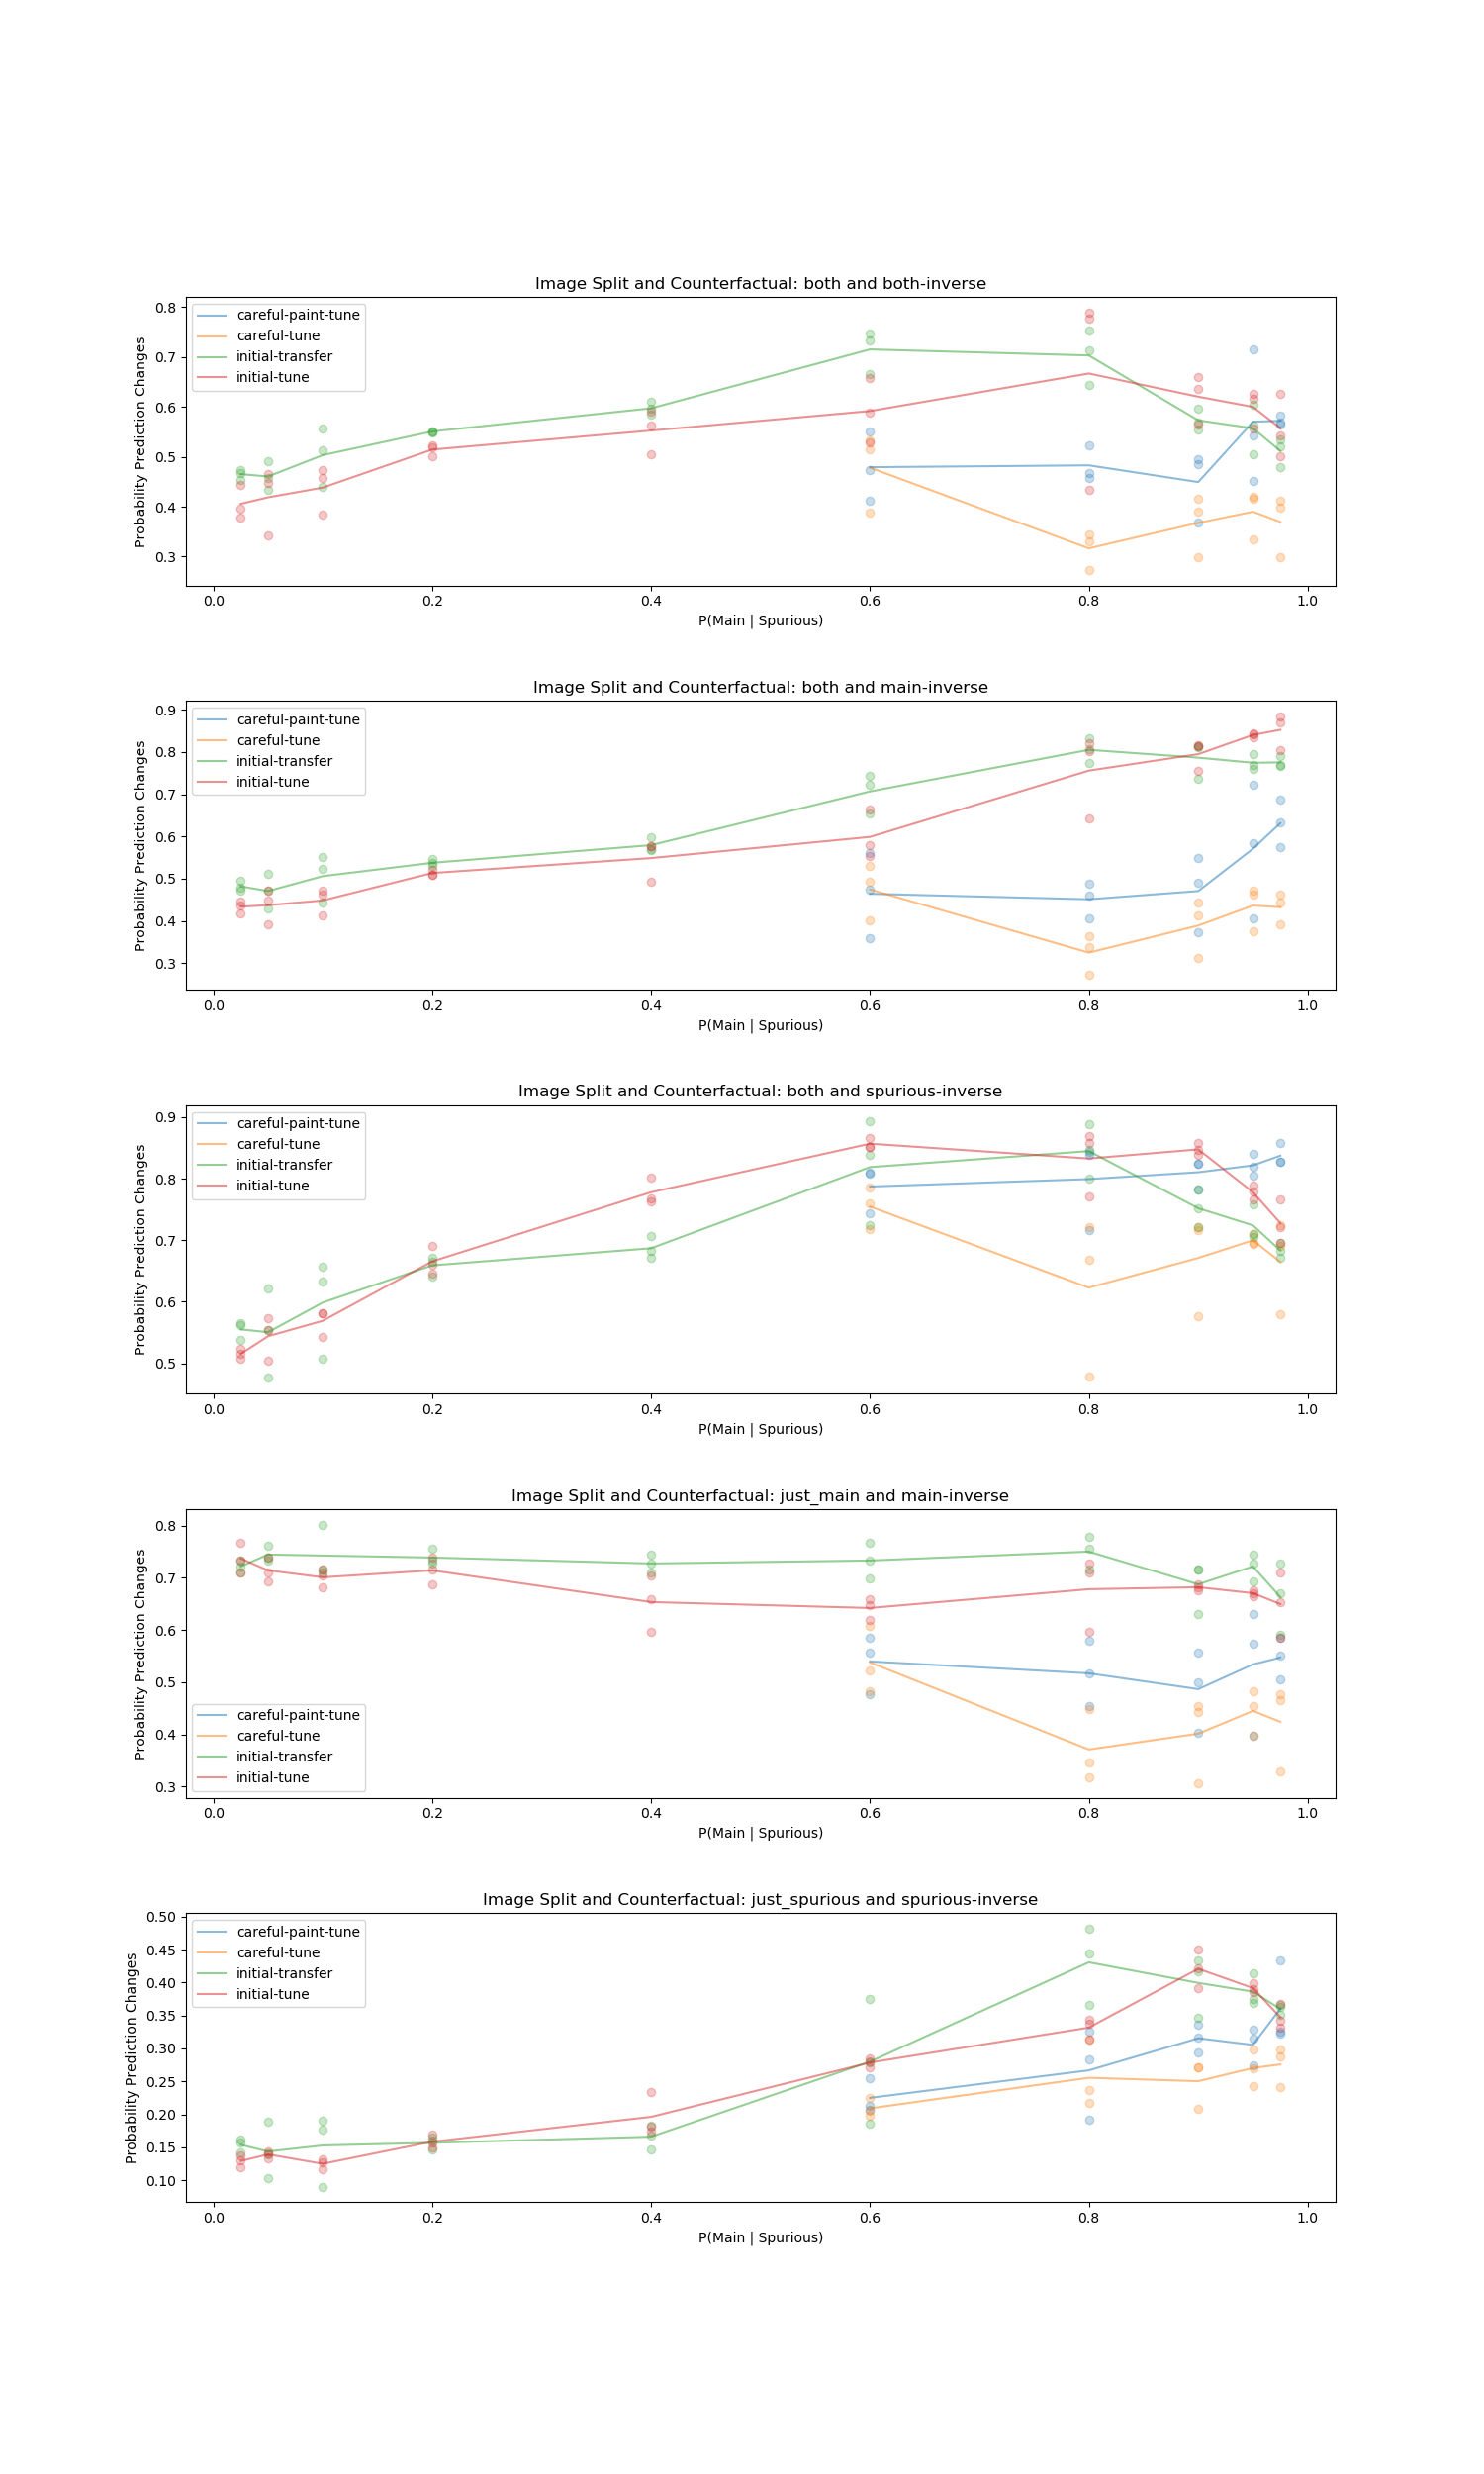 Image Split and Counterfactual: both and both-inverse
Probability Prediction Changes
0.8
0.7
0.6
0.5
0.4
0.3
careful-paint-tune
careful-tune
initial-transfer
initial-tune
0.0 0.2 0.4 0.6 0.8 1.0
P(Main | Spurious)
Image Split and Counterfactual: both and main-inverse
Probability Prediction Changes
0.9
0.8
0.7
0.6
0.5
0.4
0.3
careful-paint-tune
careful-tune
initial-transfer
initial-tune
0.0 0.2 0.4 0.6 0.8 1.0
P(Main | Spurious)
Image Split and Counterfactual: both and spurious-inverse
Probability Prediction Changes
0.9
0.8
0.7
0.6
0.5
careful-paint-tune
careful-tune
initial-transfer
initial-tune
0.0 0.2 0.4 0.6 0.8 1.0
P(Main | Spurious)
Image Split and Counterfactual: just_main and main-inverse
Probability Prediction Changes
0.8
0.7
0.6
0.5
0.4
0.3
careful-paint-tune
careful-tune
initial-transfer
initial-tune
0.0 0.2 0.4 0.6 0.8 1.0
P(Main | Spurious)
Image Split and Counterfactual: just_spurious and spurious-inverse
Probability Prediction Changes
0.50
0.45
0.40
0.35
0.30
0.25
0.20
0.15
0.10
careful-paint-tune
careful-tune
initial-transfer
initial-tune
0.0 0.2 0.4 0.6 0.8 1.0
P(Main | Spurious)